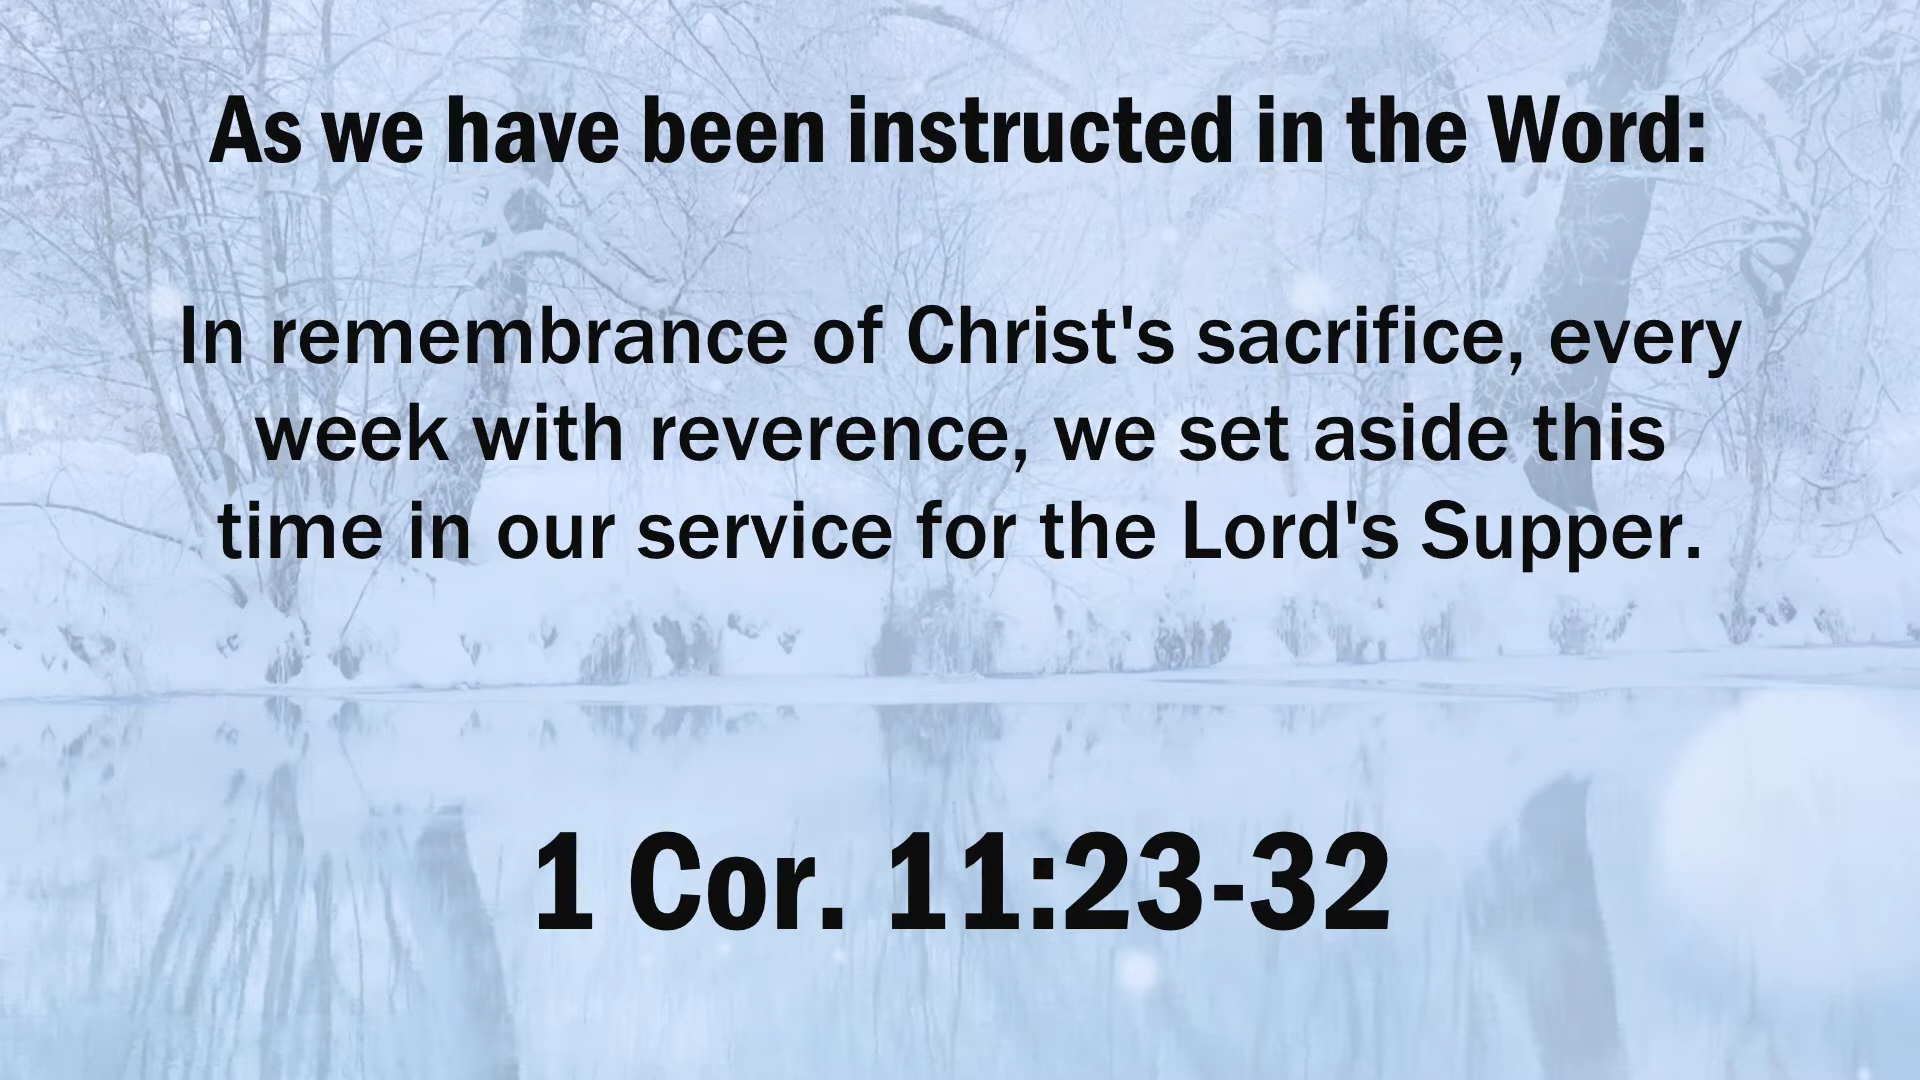 As we have been instructed in the Word:
In remembrance of Christ's sacrifice, every
week with reverence, we set aside this
time in our service for the Lord's Supper.
1 Cor. 11:23-32